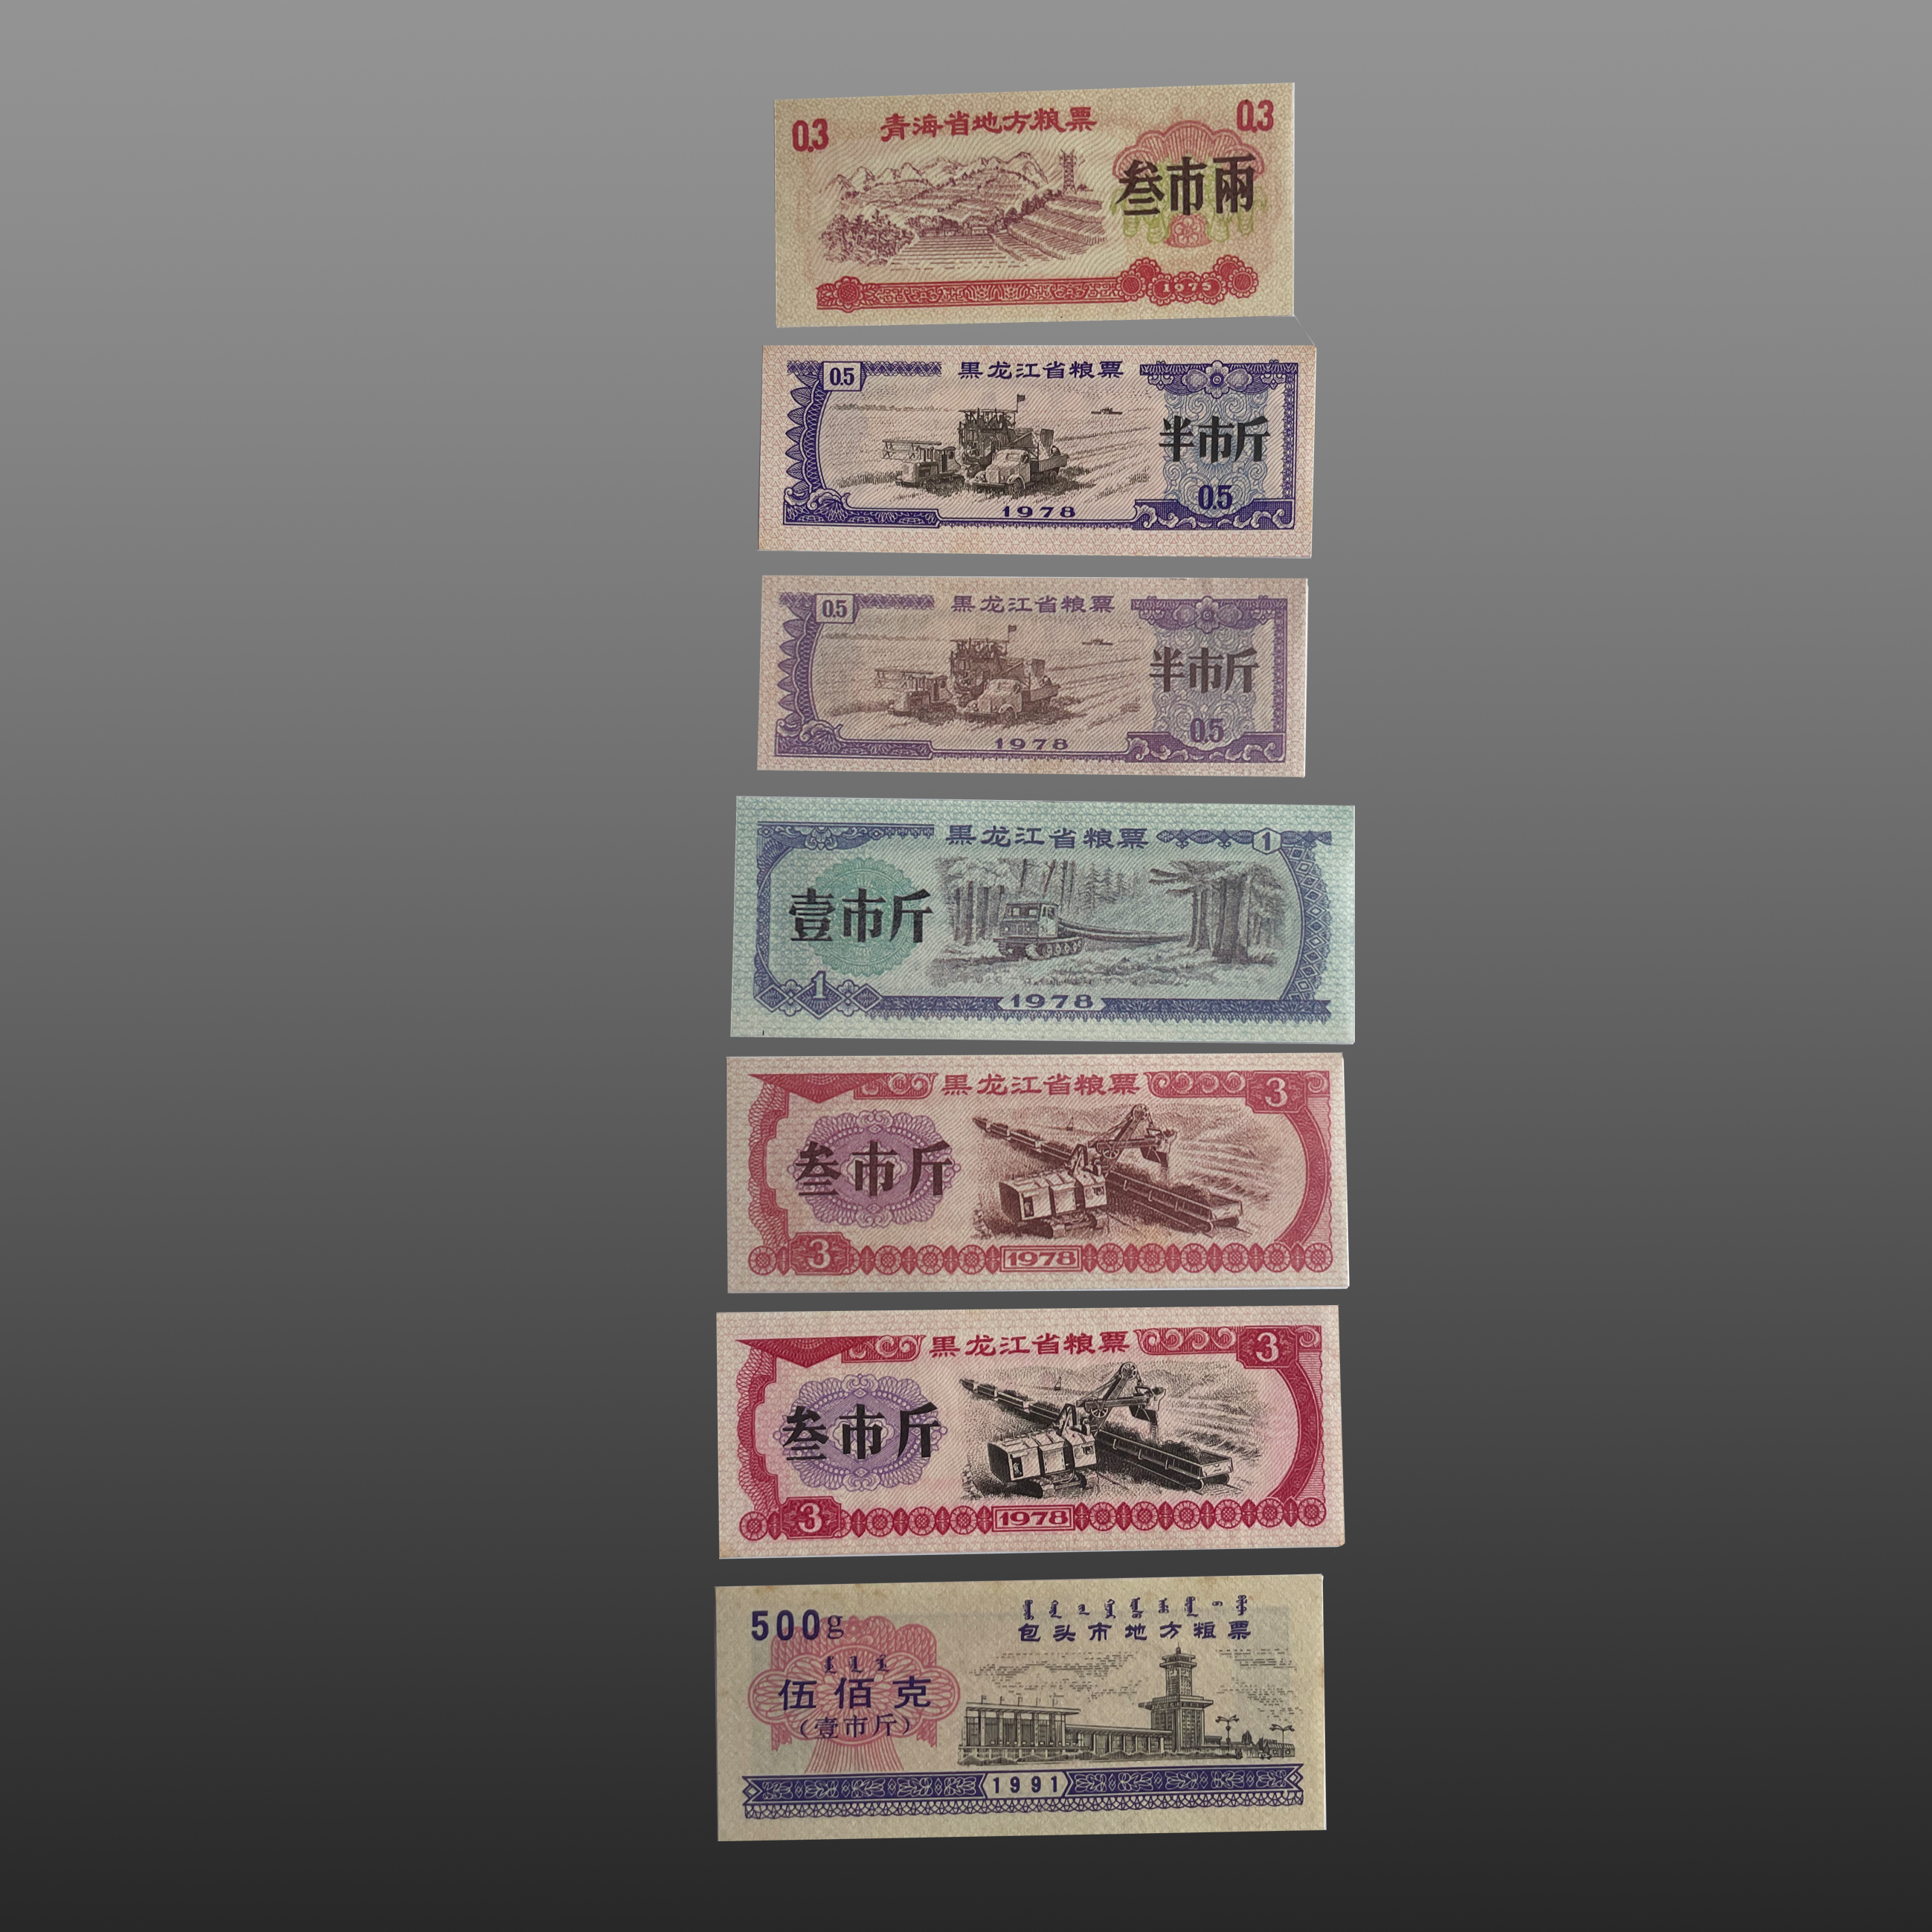 0.3 青海省地方粮票 0.3
叁市兩
1975
0.5 黑龙江省粮票
半市斤
0.5
1978
0.5 黑龙江省粮票
半市斤
0.5
1978
黑龙江省粮票 1
壹市斤
1 1978
黑龙江省粮票 3
叁市斤
3 1978
黑龙江省粮票 3
叁市斤
3 1978
500g
包头市地方粮票
伍佰克
(壹市斤)
1991